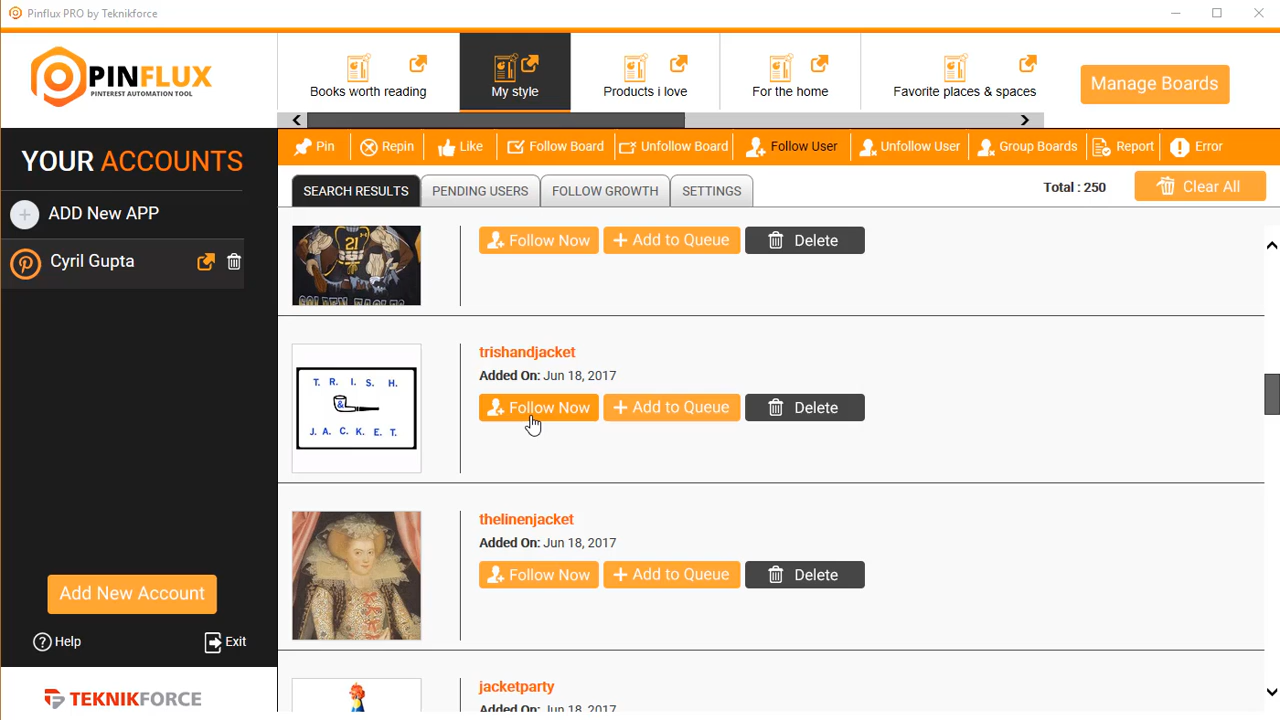 Pinflux PRO by Teknikforce
PINFLUX
PINTEREST AUTOMATION TOOL
Books worth reading
My style
Products i love
For the home
Favorite places & spaces
Manage Boards
Pin
Repin
Like
Follow Board
Unfollow Board
Follow User
Unfollow User
Group Boards
Report
Error
YOUR ACCOUNTS
ADD New APP
Cyril Gupta
Add New Account
Help
Exit
TEKNIKFORCE
SEARCH RESULTS
PENDING USERS
FOLLOW GROWTH
SETTINGS
Total : 250
Clear All
21
GOLDEN EAGLES
Follow Now
Add to Queue
Delete
T. R. I. S. H.
&
J. A. C. K. E. T.
trishandjacket
Added On: Jun 18, 2017
Follow Now
Add to Queue
Delete
thelinenjacket
Added On: Jun 18, 2017
Follow Now
Add to Queue
Delete
jacketparty
Added On: Jun 18, 2017